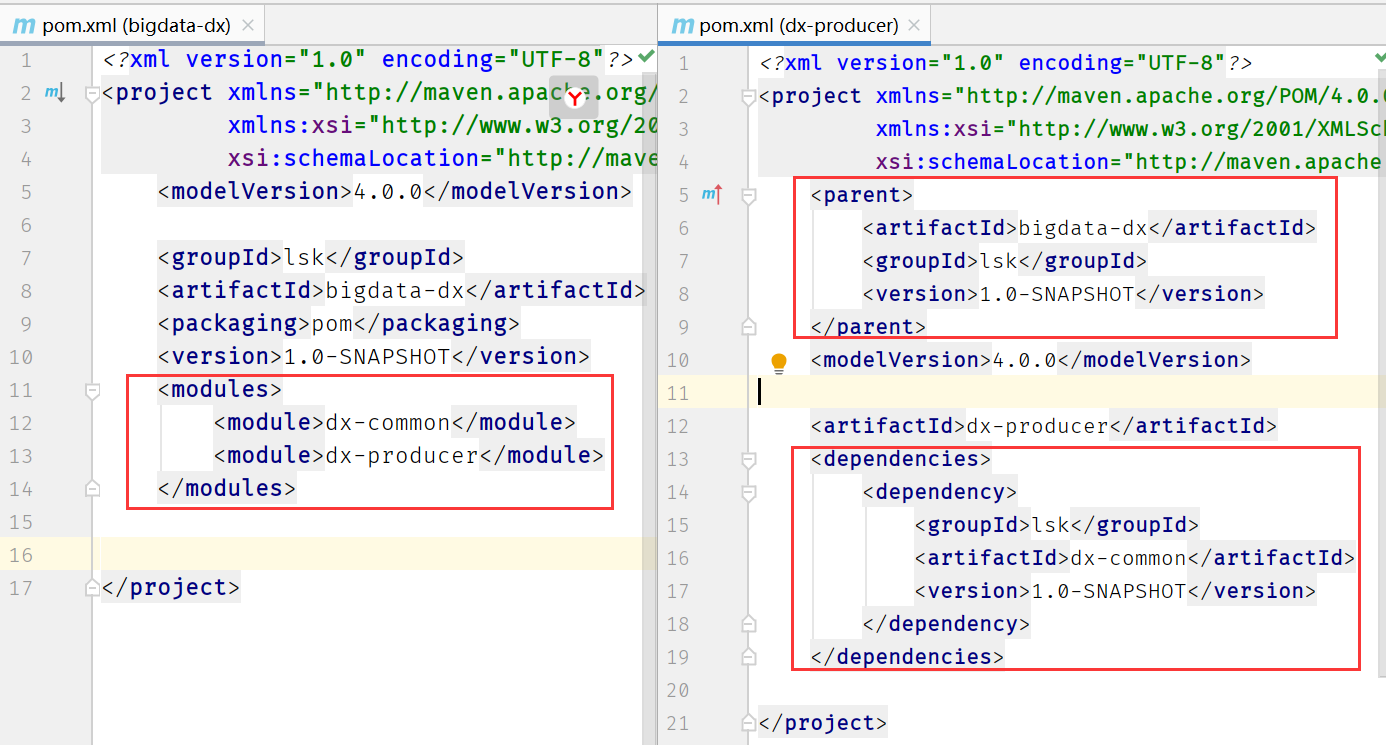 pom.xml (bigdata-dx)
1 <?xml version="1.0" encoding="UTF-8"?>
2 <project xmlns="http://maven.apache.org/
3 xmlns:xsi="http://www.w3.org/20
4 xsi:schemaLocation="http://mave
5 <modelVersion>4.0.0</modelVersion>
6
7 <groupId>lsk</groupId>
8 <artifactId>bigdata-dx</artifactId>
9 <packaging>pom</packaging>
10 <version>1.0-SNAPSHOT</version>
11 <modules>
12 <module>dx-common</module>
13 <module>dx-producer</module>
14 </modules>
15
16
17 </project>
pom.xml (dx-producer)
1 <?xml version="1.0" encoding="UTF-8"?>
2 <project xmlns="http://maven.apache.org/POM/4.0.0
3 xmlns:xsi="http://www.w3.org/2001/XMLSch
4 xsi:schemaLocation="http://maven.apache
5 <parent>
6 <artifactId>bigdata-dx</artifactId>
7 <groupId>lsk</groupId>
8 <version>1.0-SNAPSHOT</version>
9 </parent>
10 <modelVersion>4.0.0</modelVersion>
11
12 <artifactId>dx-producer</artifactId>
13 <dependencies>
14 <dependency>
15 <groupId>lsk</groupId>
16 <artifactId>dx-common</artifactId>
17 <version>1.0-SNAPSHOT</version>
18 </dependency>
19 </dependencies>
20
21 </project>